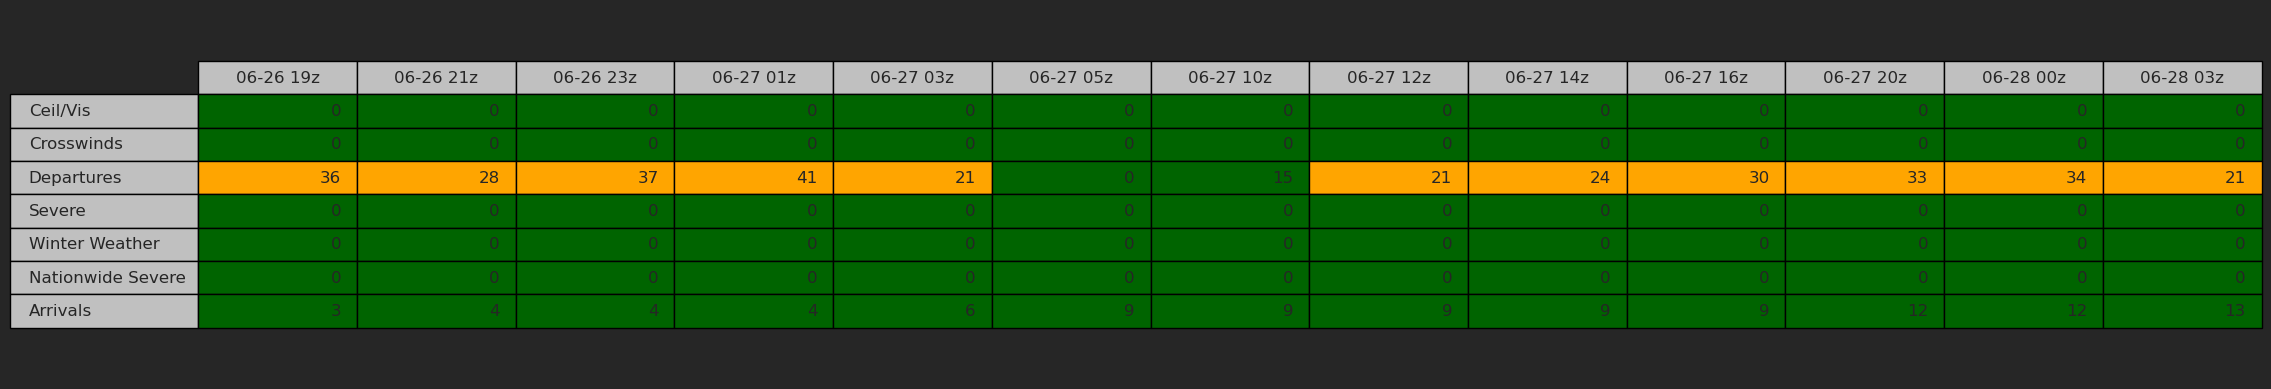 06-26 19z 06-26 21z 06-26 23z 06-27 01z 06-27 03z 06-27 05z 06-27 10z 06-27 12z 06-27 14z 06-27 16z 06-27 20z 06-28 00z 06-28 03z
Ceil/Vis 0 0 0 0 0 0 0 0 0 0 0 0 0
Crosswinds 0 0 0 0 0 0 0 0 0 0 0 0 0
Departures 36 28 37 41 21 0 15 21 24 30 33 34 21
Severe 0 0 0 0 0 0 0 0 0 0 0 0 0
Winter Weather 0 0 0 0 0 0 0 0 0 0 0 0 0
Nationwide Severe 0 0 0 0 0 0 0 0 0 0 0 0 0
Arrivals 3 4 4 4 6 9 9 9 9 9 12 12 13